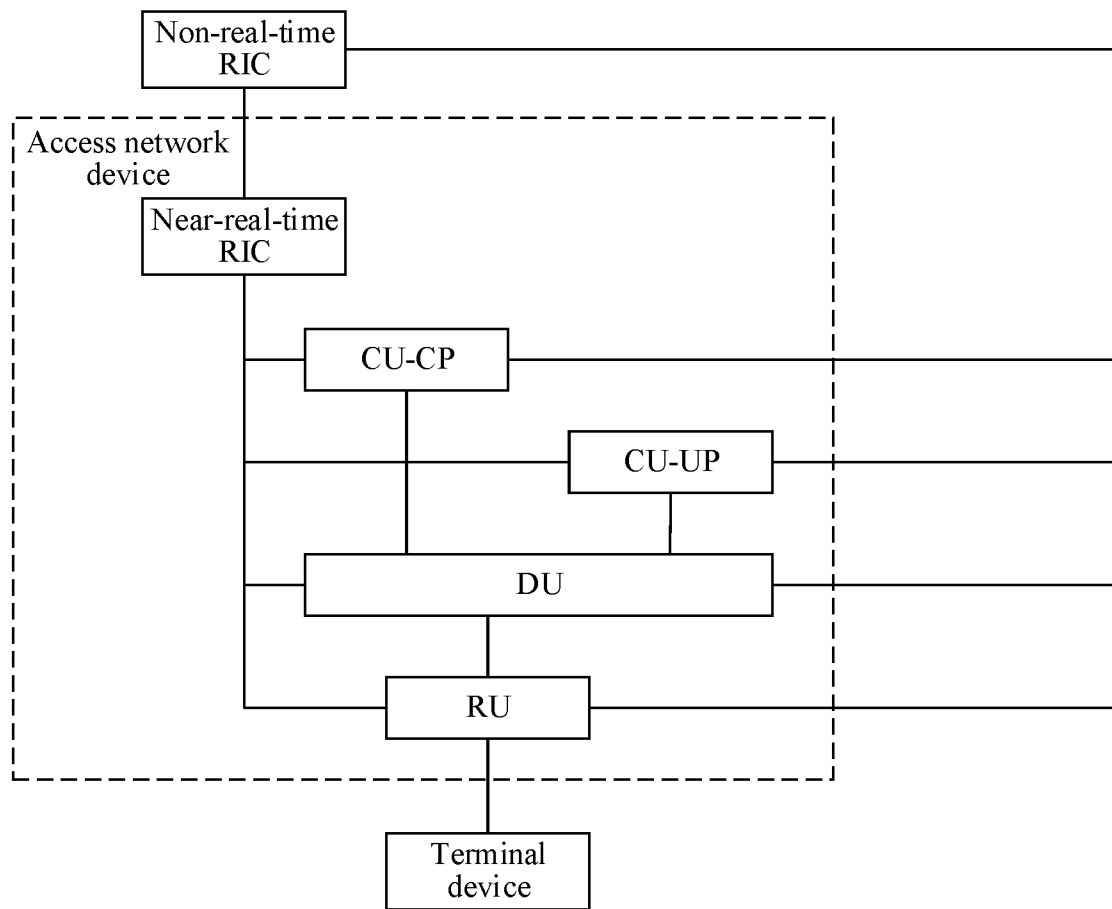 Non-real-time
RIC
Access network
device
Near-real-time
RIC
CU-CP
CU-UP
DU
RU
Terminal
device